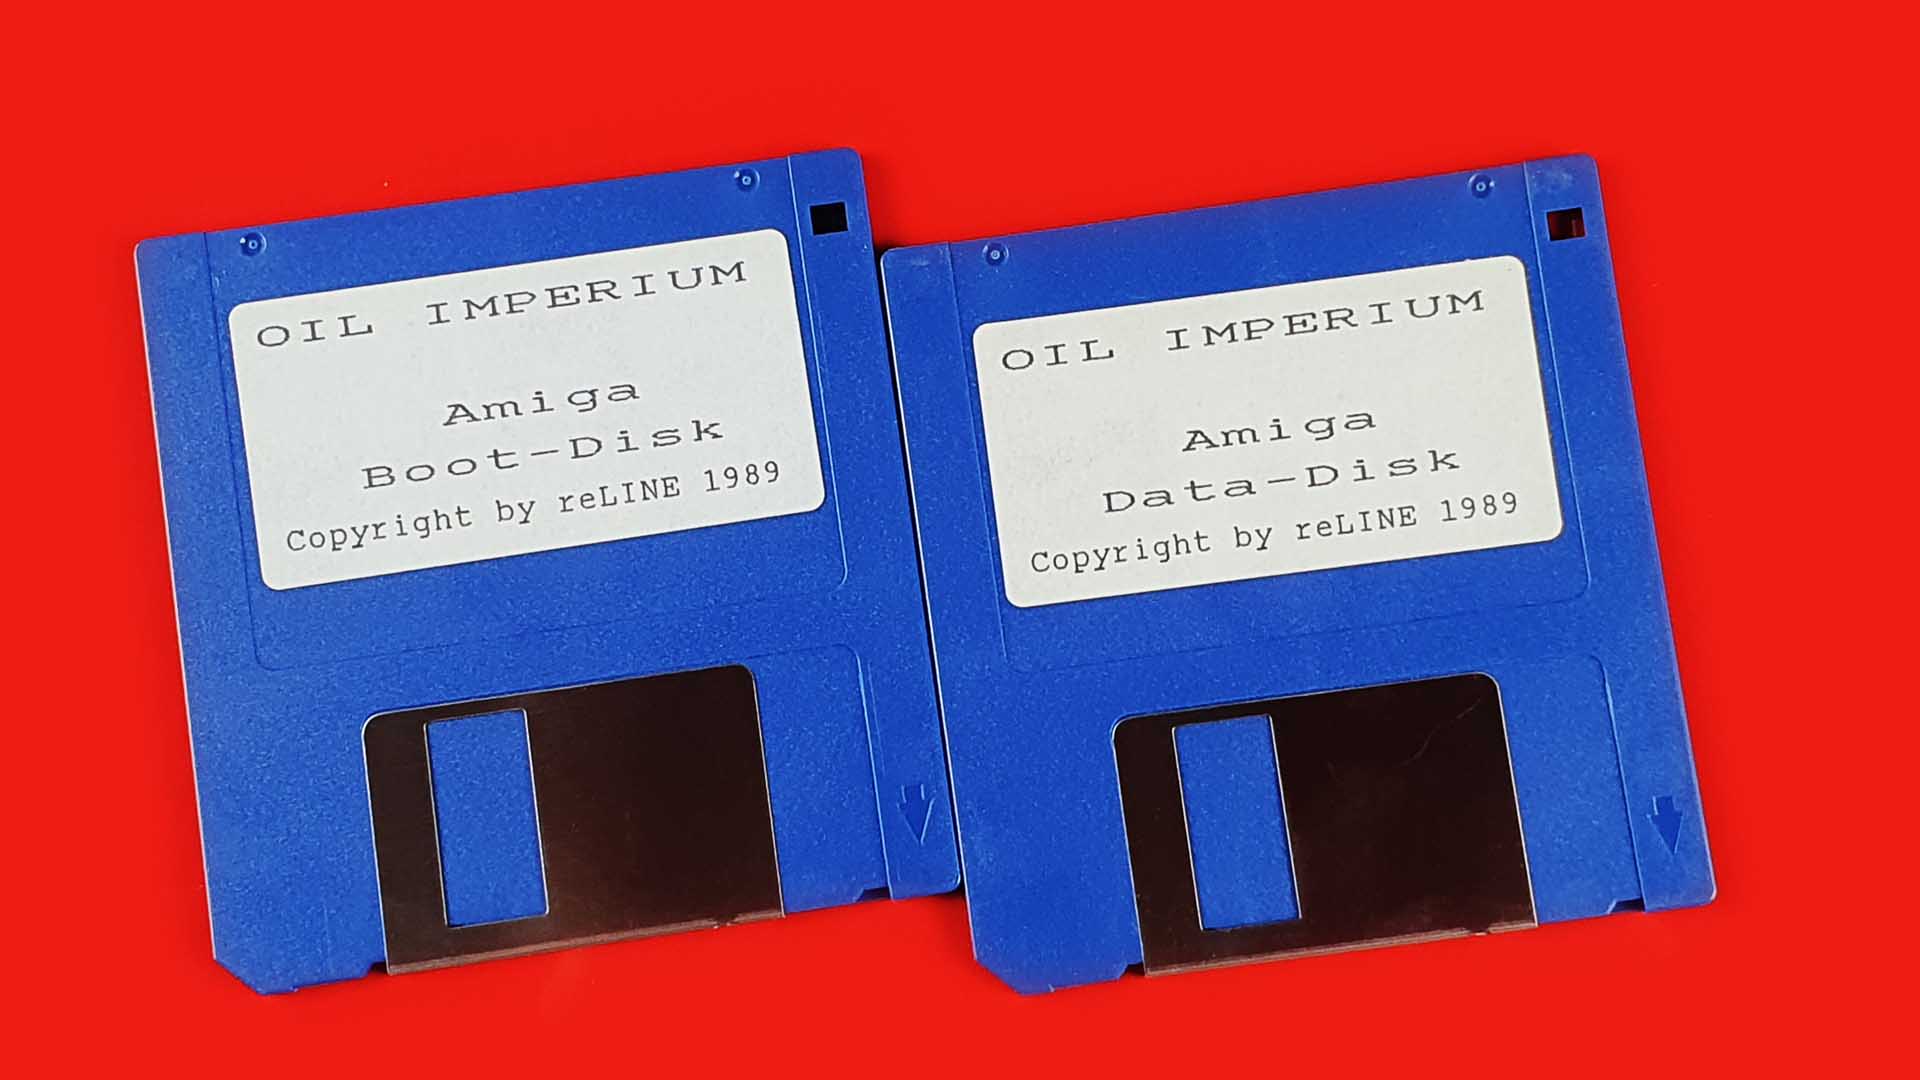 OIL IMPERIUM
Amiga
Boot-Disk
Copyright by reLINE 1989
OIL IMPERIUM
Amiga
Data-Disk
Copyright by reLINE 1989